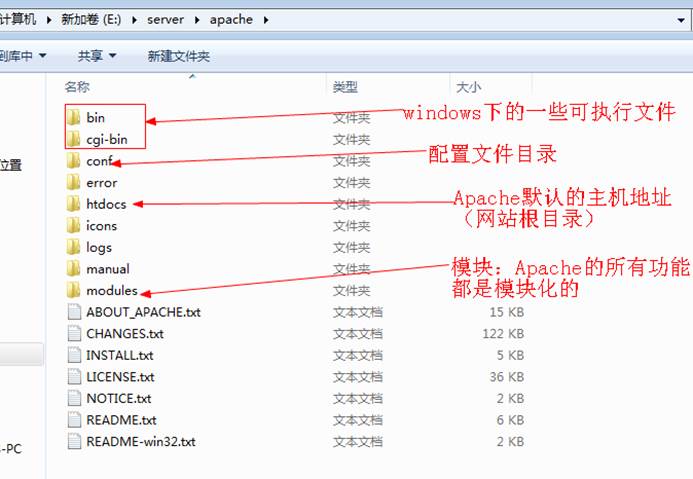 计算机 ▸ 新加卷 (E:) ▸ server ▸ apache ▸
到库中 共享 新建文件夹
名称 类型 大小
bin 文件夹
windows下的一些可执行文件
cgi-bin 文件夹
conf 文件夹
配置文件目录
位置
error 文件夹
htdocs 文件夹
Apache默认的主机地址
（网站根目录）
icons 文件夹
logs 文件夹
manual 文件夹
模块：Apache的所有功能
都是模块化的
modules 文件夹
ABOUT_APACHE.txt 文本文档 15 KB
CHANGES.txt 文本文档 122 KB
INSTALL.txt 文本文档 5 KB
LICENSE.txt 文本文档 36 KB
NOTICE.txt 文本文档 2 KB
README.txt 文本文档 6 KB
README-win32.txt 文本文档 2 KB
-PC